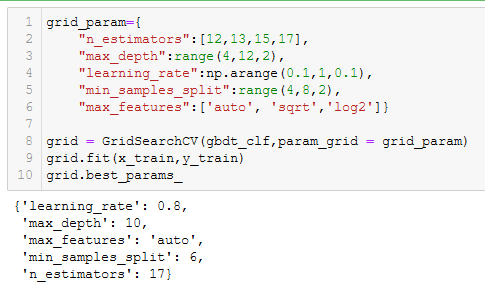 1 grid_param={
2     "n_estimators":[12,13,15,17],
3     "max_depth":range(4,12,2),
4     "learning_rate":np.arange(0.1,1,0.1),
5     "min_samples_split":range(4,8,2),
6     "max_features":['auto', 'sqrt','log2']}
7
8 grid = GridSearchCV(gbdt_clf,param_grid = grid_param)
9 grid.fit(x_train,y_train)
10 grid.best_params_
{'learning_rate': 0.8,
 'max_depth': 10,
 'max_features': 'auto',
 'min_samples_split': 6,
 'n_estimators': 17}